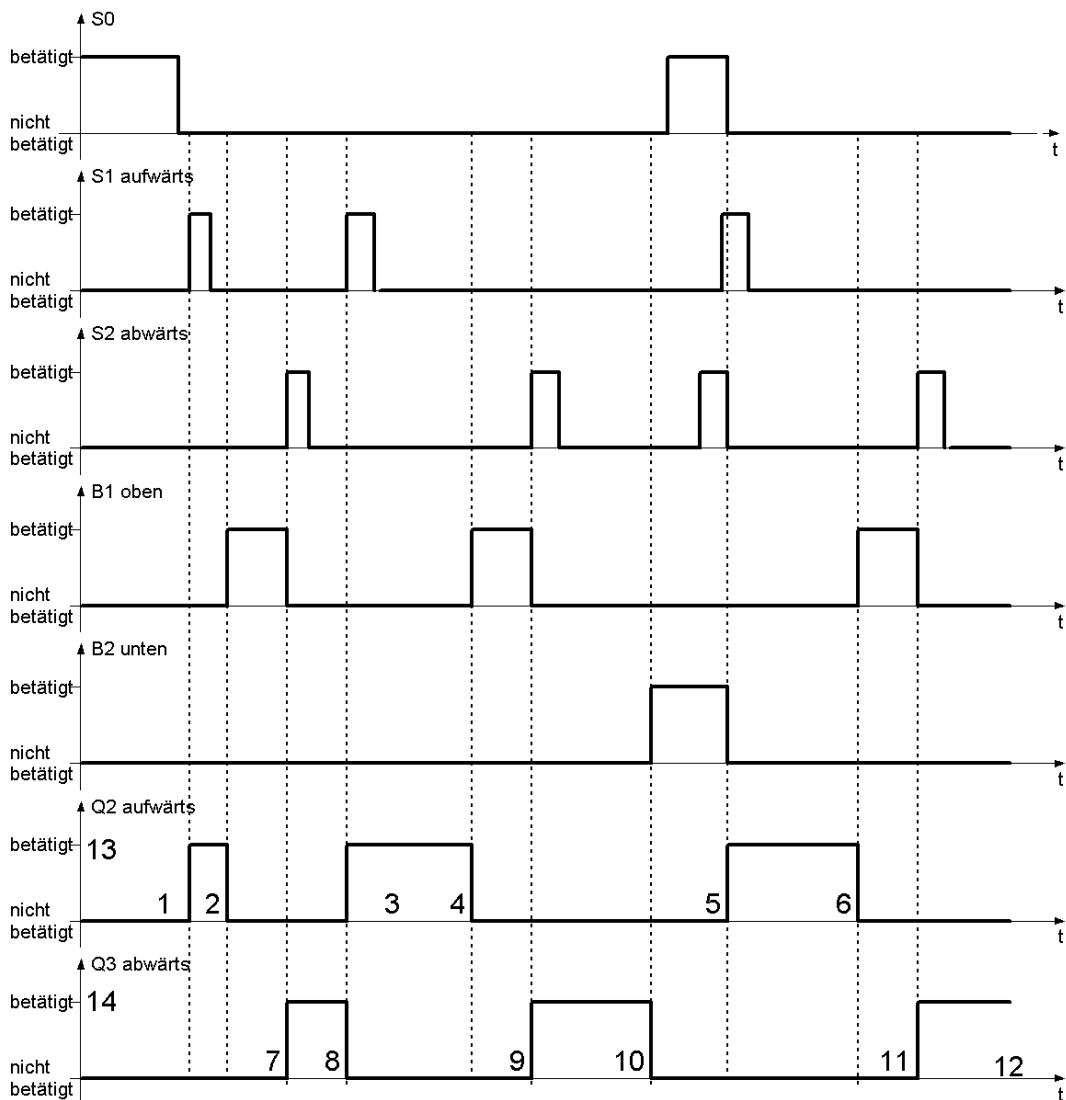 S0
betätigt
nicht
betätigt
t
S1 aufwärts
betätigt
nicht
betätigt
t
S2 abwärts
betätigt
nicht
betätigt
t
B1 oben
betätigt
nicht
betätigt
t
B2 unten
betätigt
nicht
betätigt
t
Q2 aufwärts
betätigt 13
1 2 3 4 5 6
nicht
betätigt
t
Q3 abwärts
betätigt 14
7 8 9 10 11 12
nicht
betätigt
t